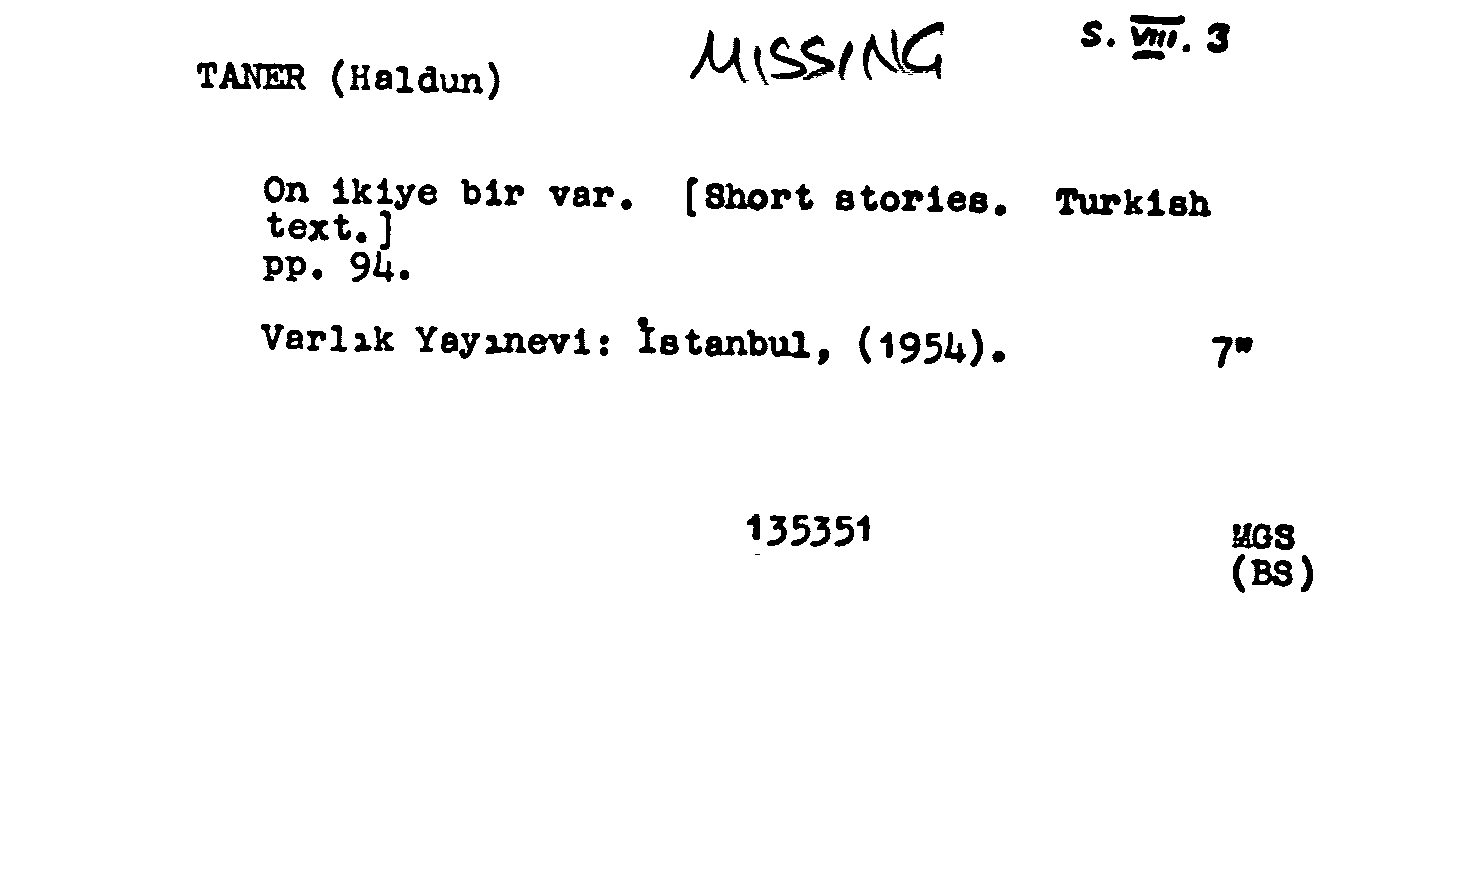 MISSING
S. VIII. 3
TANER (Haldun)
On ikiye bir var. [Short stories. Turkish
text.]
pp. 94.
Varlık Yayınevi: İstanbul, (1954). 7"
135351
MGS
(BS)